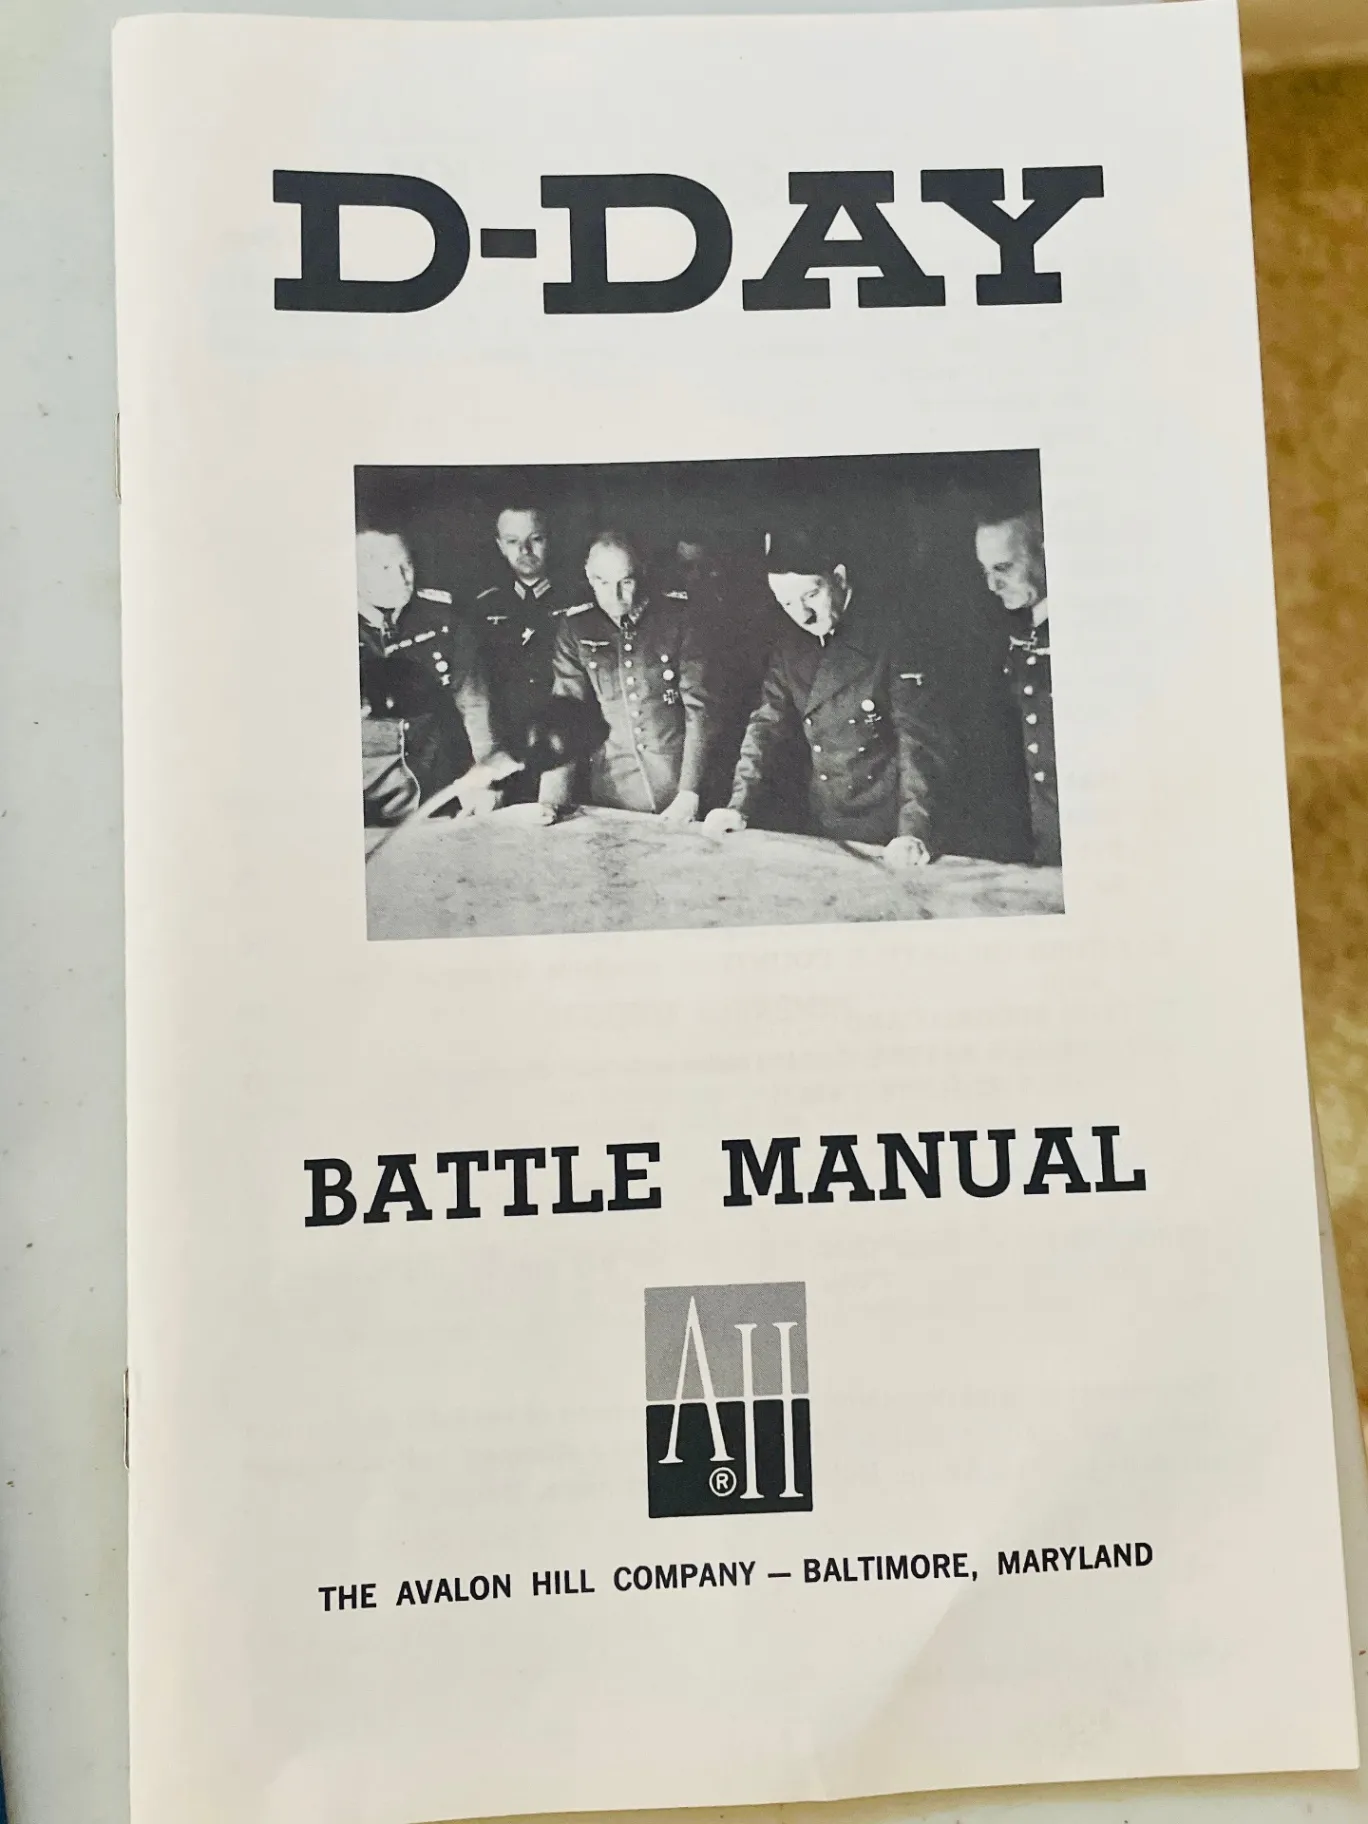 D-DAY
BATTLE MANUAL
AH
®
THE AVALON HILL COMPANY — BALTIMORE, MARYLAND